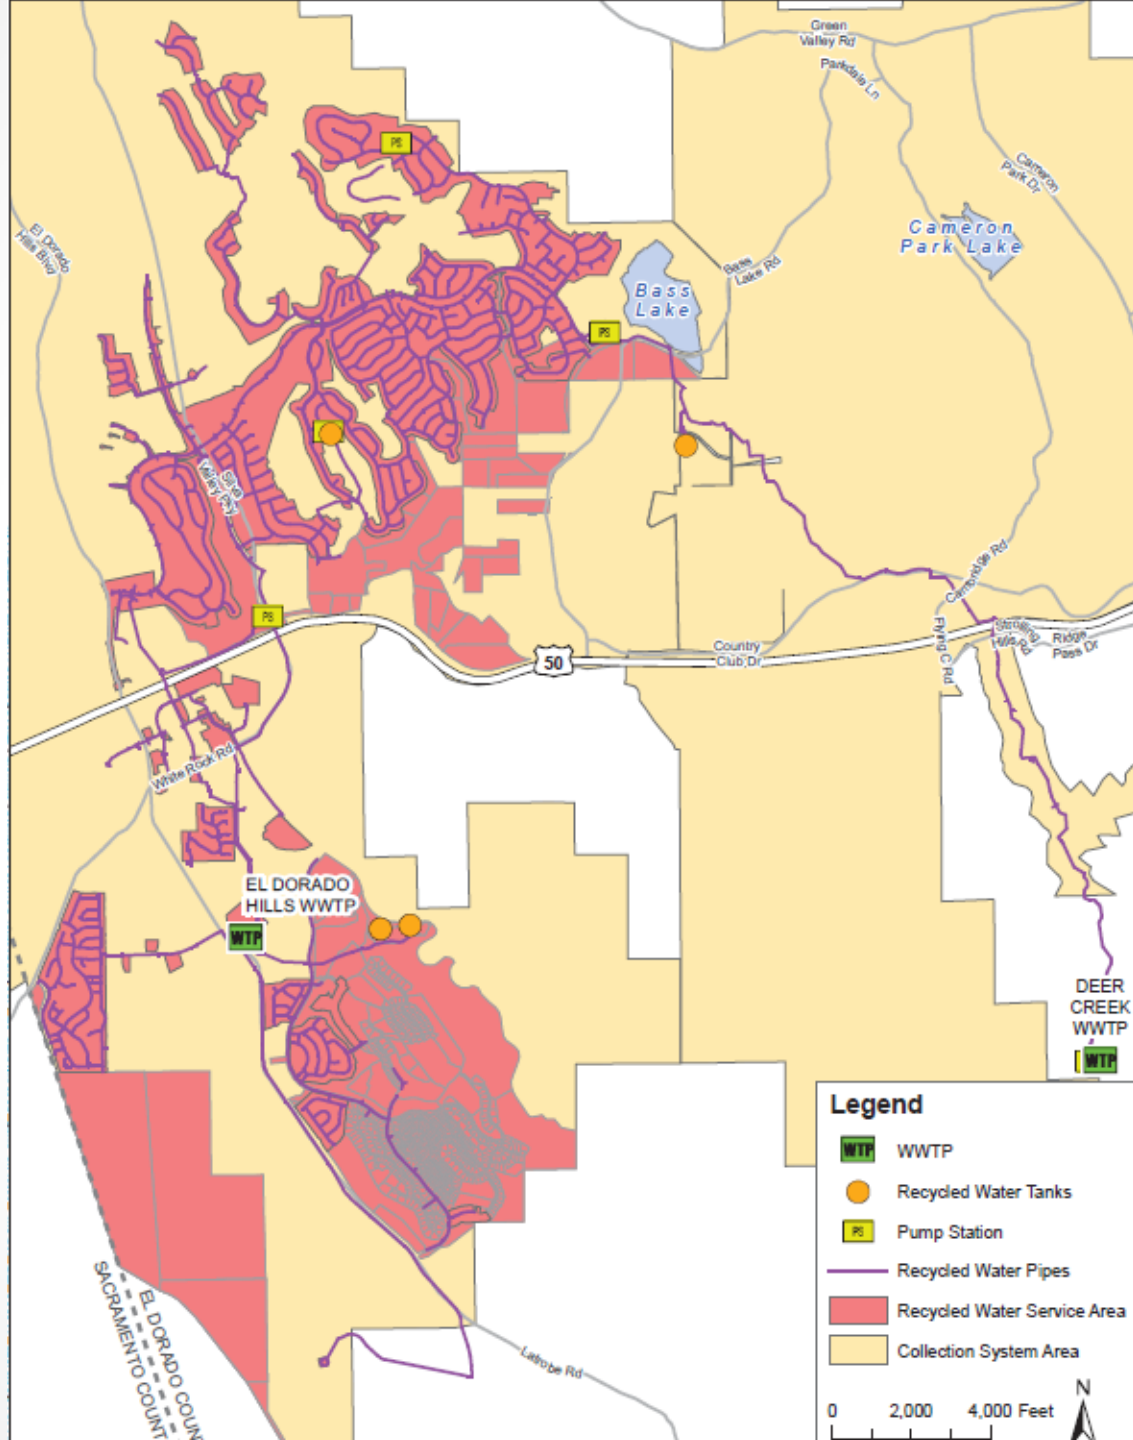 Green
Valley Rd
Parkdale Ln
Cameron
Park Dr
El Dorado
Hills Blvd
Cameron
Park Lake
Bass
Lake Rd
Bass
Lake
PS
PS
Silva
Valley Pky
PS
Cambridge Rd
Country
Club Dr
50
Flying C Rd
Strolling
Hills Rd
Ridge
Pass Dr
White Rock Rd
EL DORADO
HILLS WWTP
WTP
DEER
CREEK
WWTP
WTP
Latrobe Rd
EL DORADO COUN
SACRAMENTO COUNT
Legend
WTP WWTP
Recycled Water Tanks
PS Pump Station
Recycled Water Pipes
Recycled Water Service Area
Collection System Area
N
0 2,000 4,000 Feet